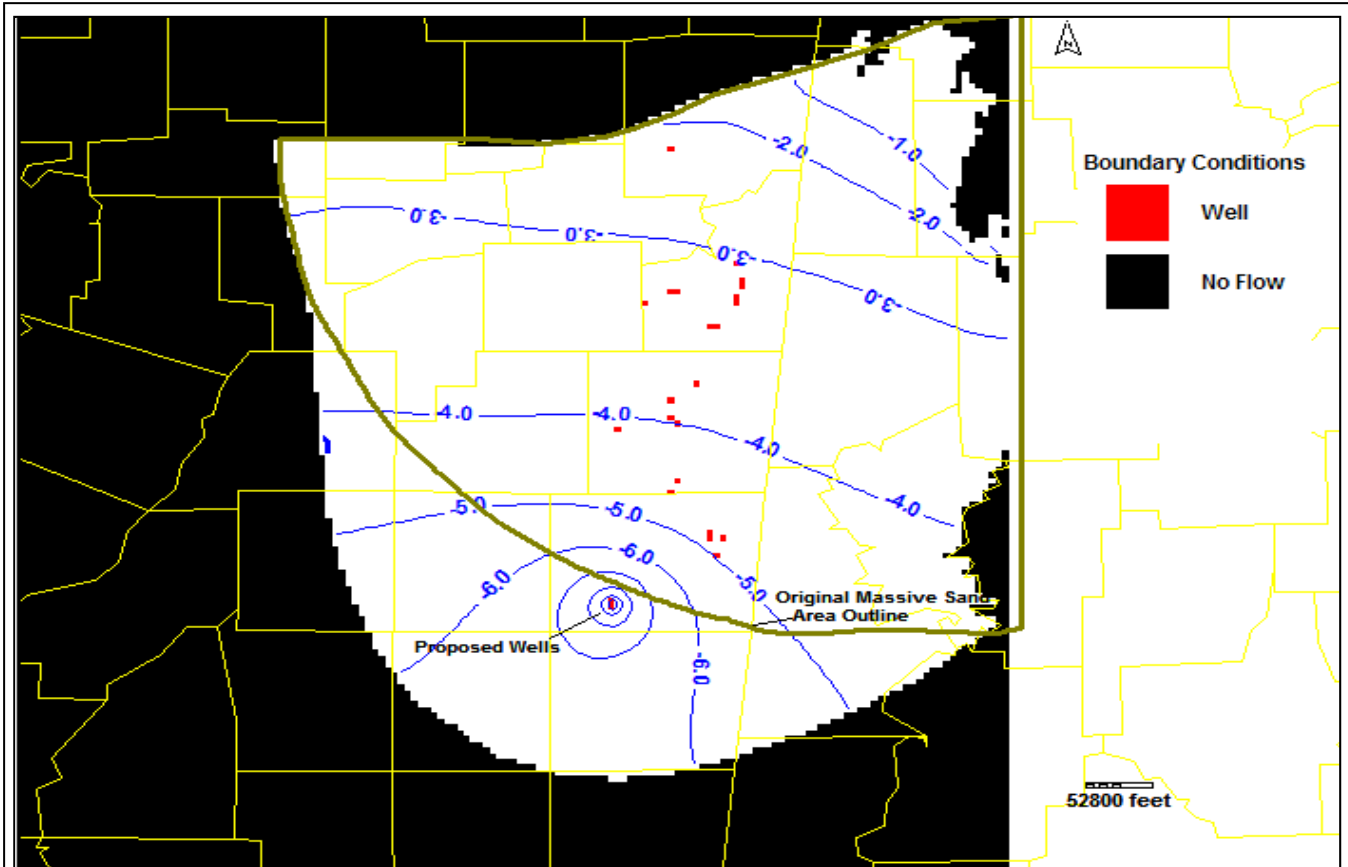 N
-1.0
-2.0
-2.0
Boundary Conditions
Well
No Flow
-3.0
-3.0
-3.0
-3.0
-4.0
-4.0
-4.0
-4.0
-5.0
-5.0
-5.0
-6.0
-6.0
-6.0
Original Massive Sand
Area Outline
Proposed Wells
52800 feet